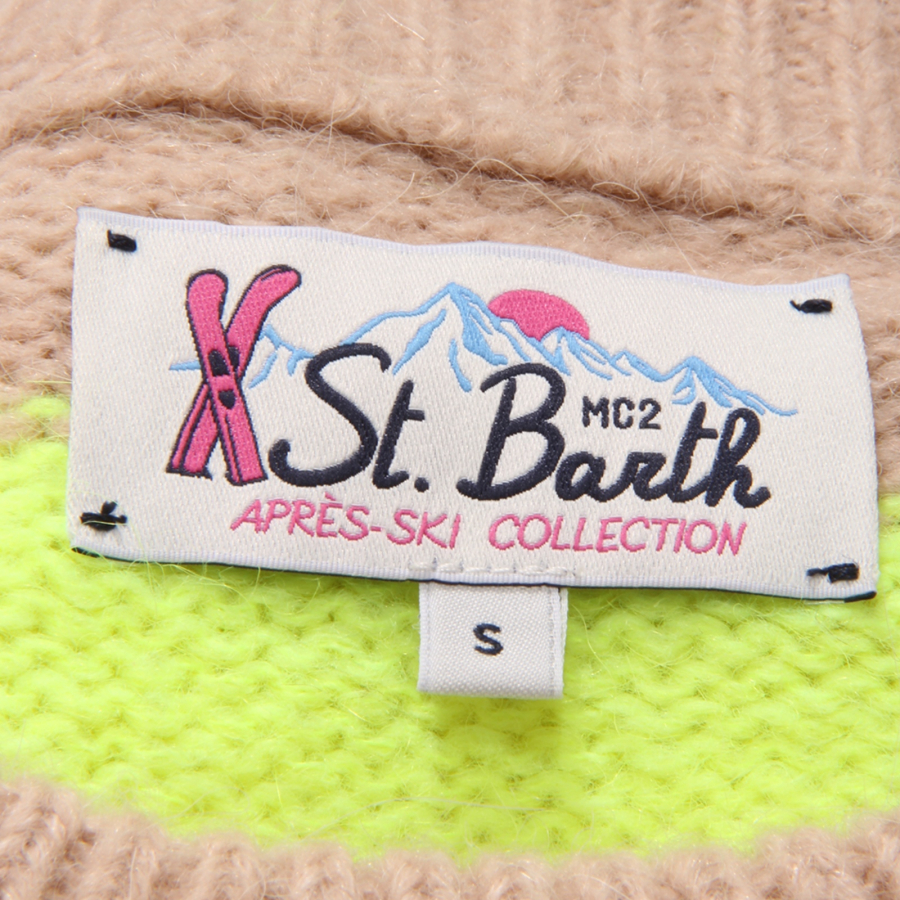 St. Barth
MC2
APRÈS-SKI COLLECTION
S